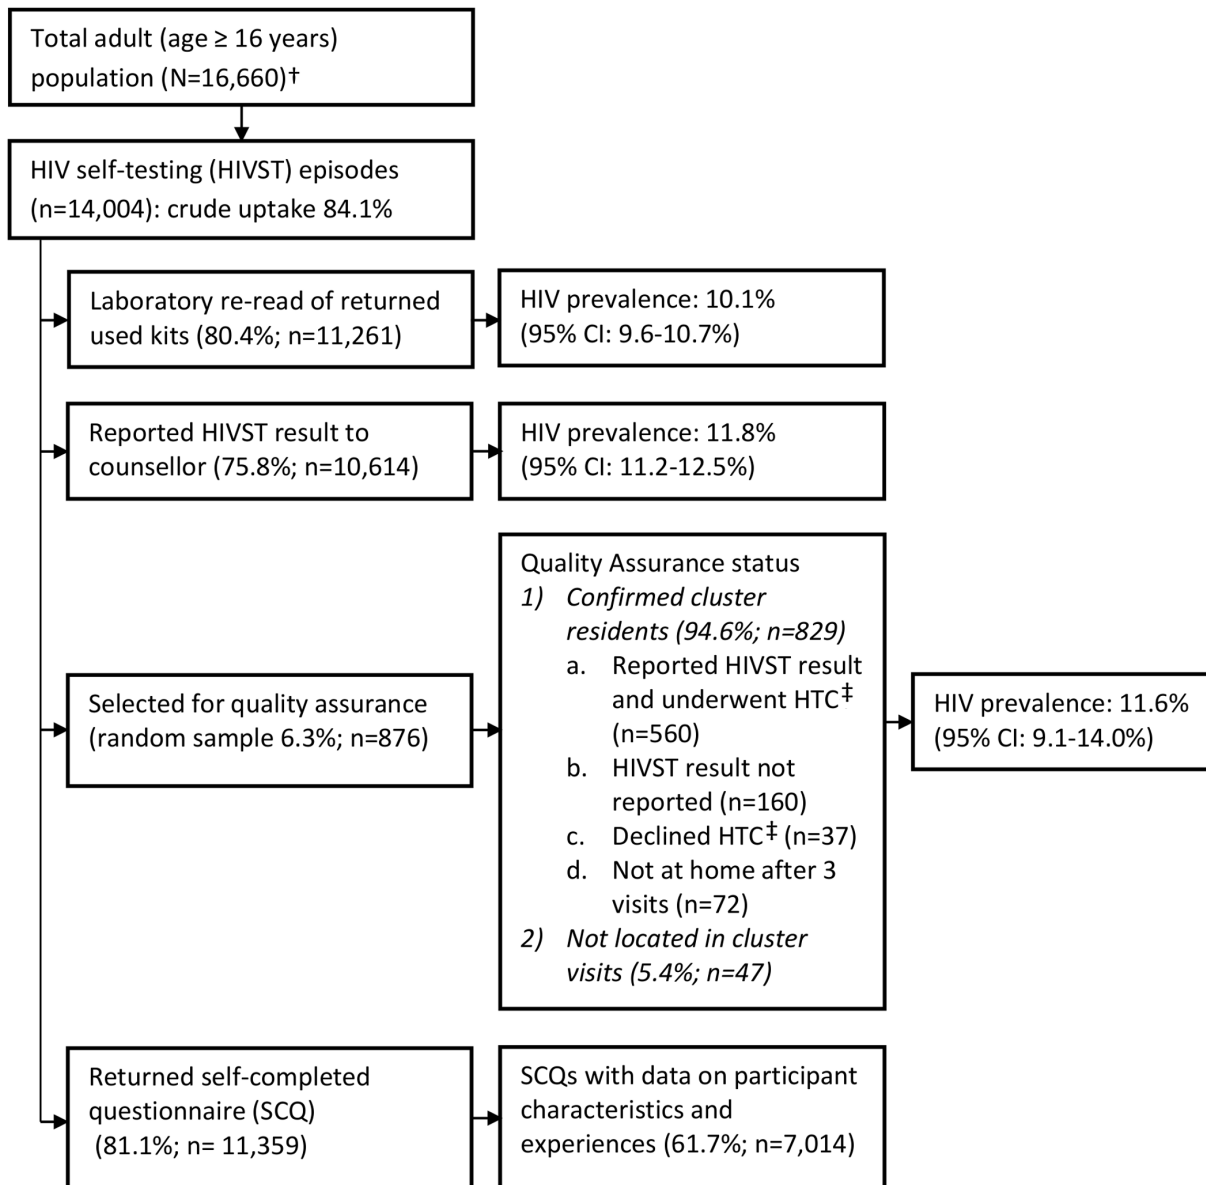 Total adult (age ≥ 16 years)
population (N=16,660)†
HIV self-testing (HIVST) episodes
(n=14,004): crude uptake 84.1%
Laboratory re-read of returned
used kits (80.4%; n=11,261)
HIV prevalence: 10.1%
(95% CI: 9.6-10.7%)
Reported HIVST result to
counsellor (75.8%; n=10,614)
HIV prevalence: 11.8%
(95% CI: 11.2-12.5%)
Selected for quality assurance
(random sample 6.3%; n=876)
Quality Assurance status
1) Confirmed cluster
residents (94.6%; n=829)
a. Reported HIVST result
and underwent HTC‡
(n=560)
b. HIVST result not
reported (n=160)
c. Declined HTC‡ (n=37)
d. Not at home after 3
visits (n=72)
2) Not located in cluster
visits (5.4%; n=47)
HIV prevalence: 11.6%
(95% CI: 9.1-14.0%)
Returned self-completed
questionnaire (SCQ)
(81.1%; n= 11,359)
SCQs with data on participant
characteristics and
experiences (61.7%; n=7,014)